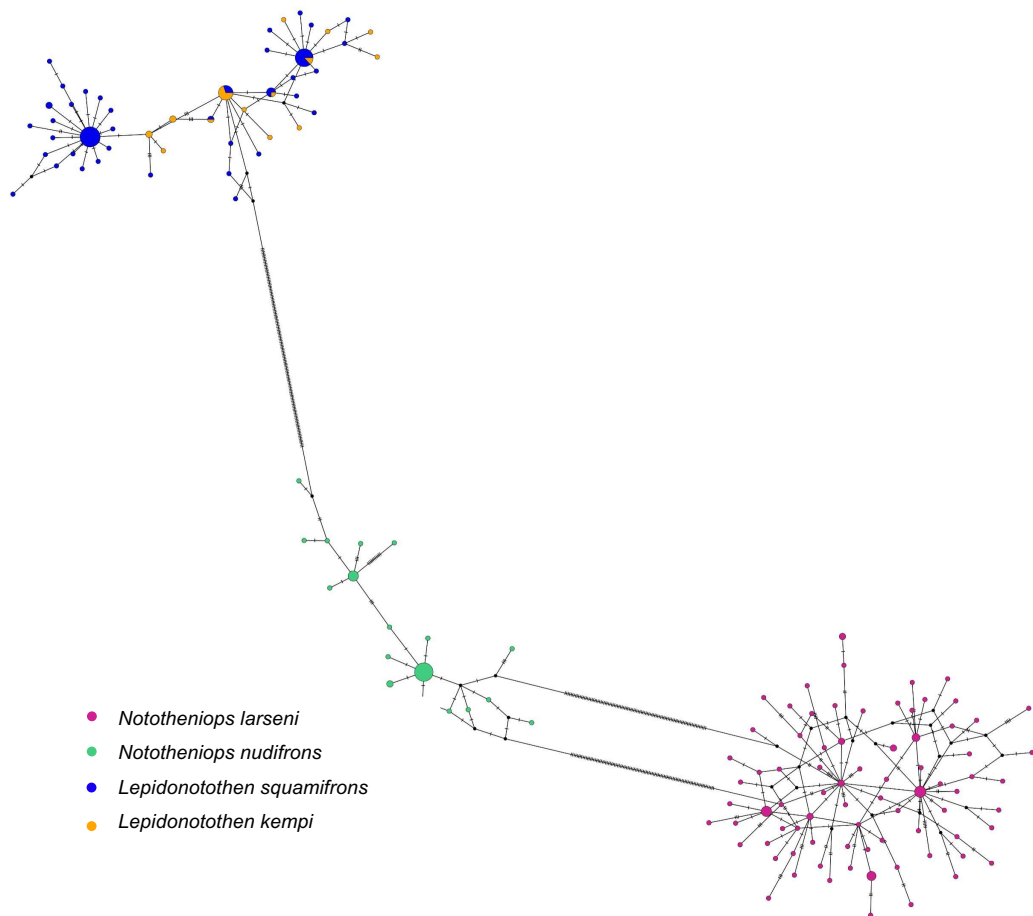 Nototheniops larseni
Nototheniops nudifrons
Lepidonotothen squamifrons
Lepidonotothen kempi